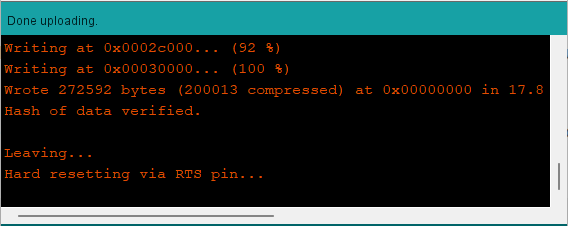 Done uploading.
Writing at 0x0002c000... (92 %)
Writing at 0x00030000... (100 %)
Wrote 272592 bytes (200013 compressed) at 0x00000000 in 17.8
Hash of data verified.
Leaving...
Hard resetting via RTS pin...